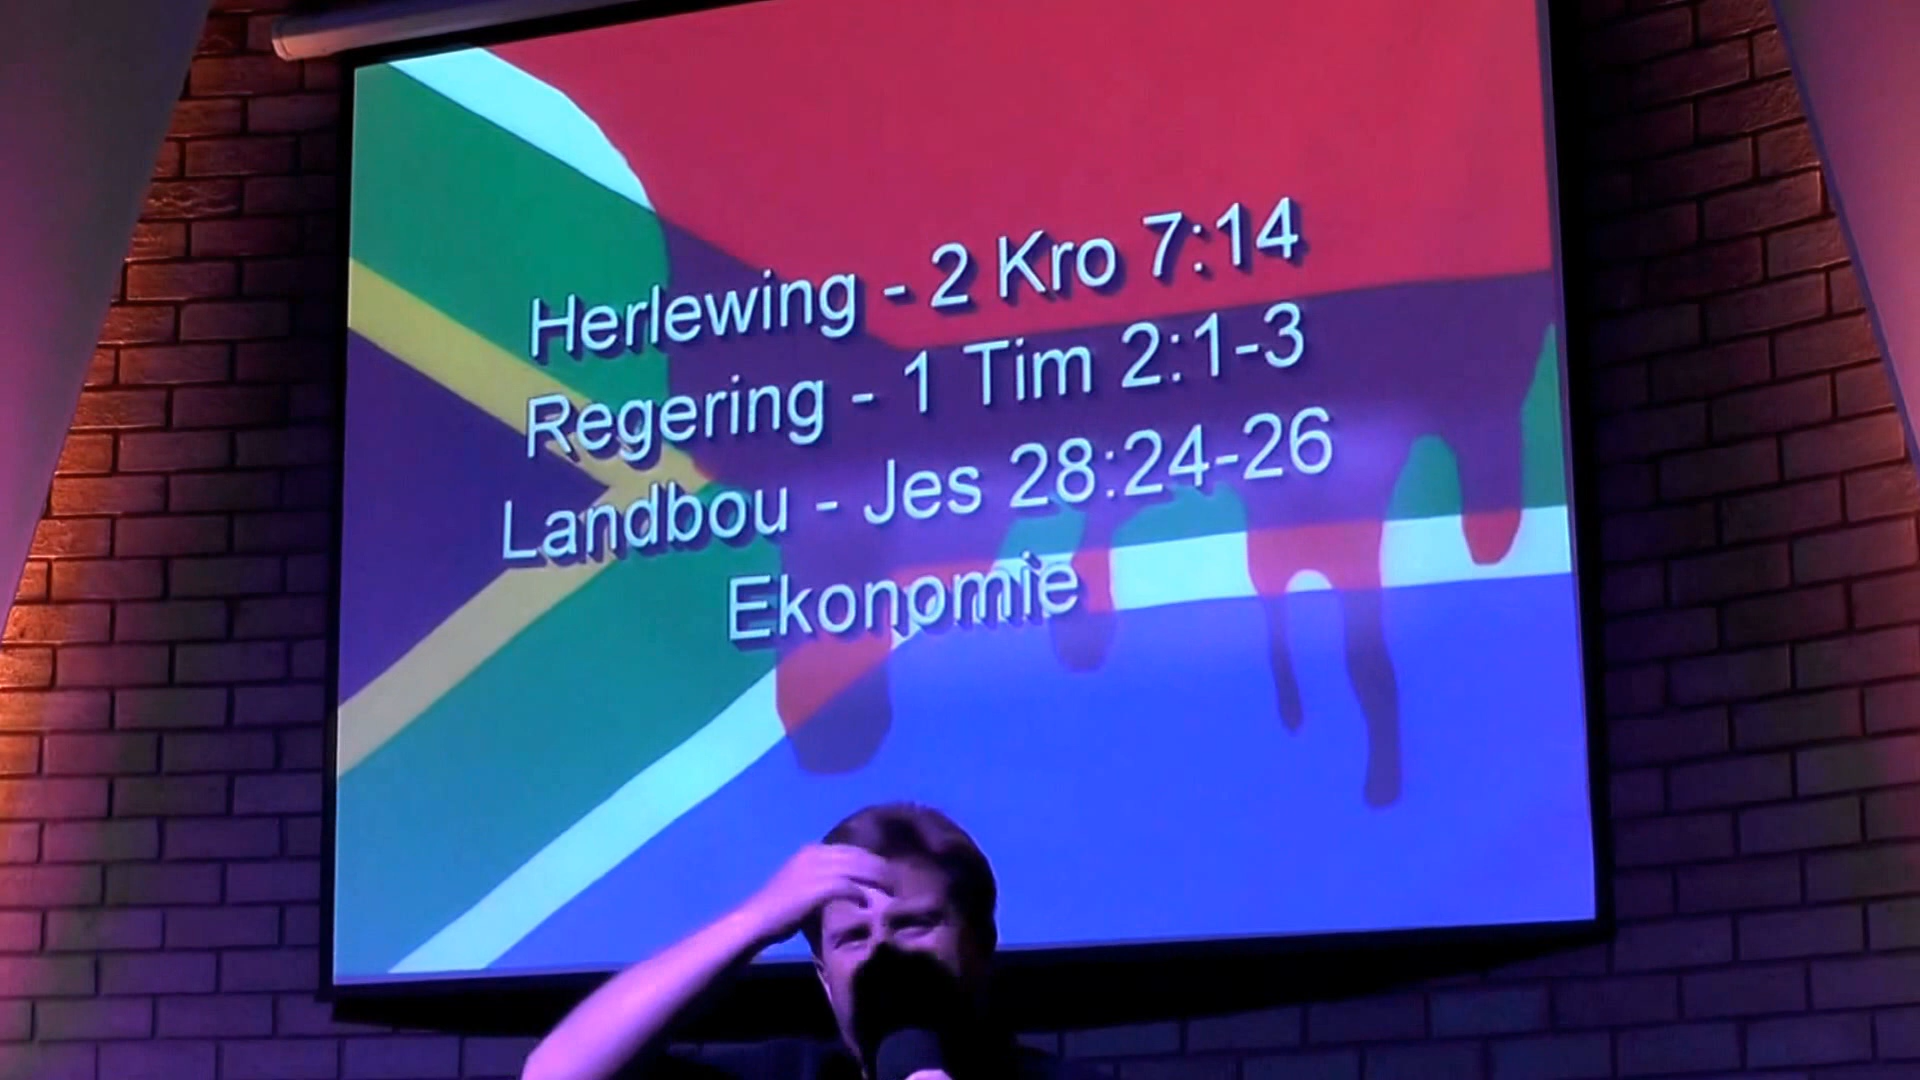 Herlewing - 2 Kro 7:14
Regering - 1 Tim 2:1-3
Landbou - Jes 28:24-26
Ekonomie